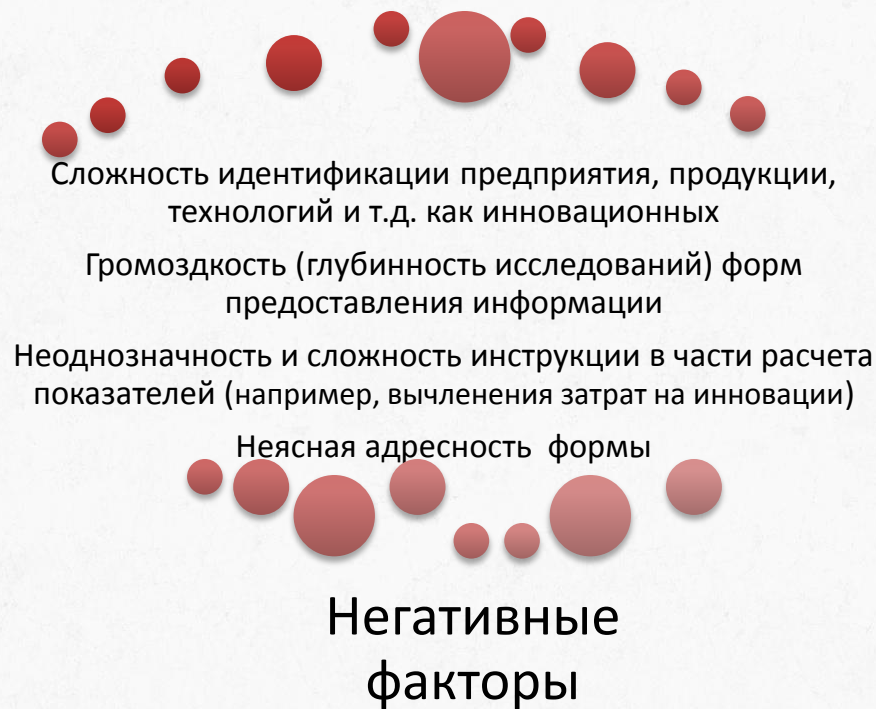 Сложность идентификации предприятия, продукции,
технологий и т.д. как инновационных
Громоздкость (глубинность исследований) форм
предоставления информации
Неоднозначность и сложность инструкции в части расчета
показателей (например, вычленения затрат на инновации)
Неясная адресность формы
Негативные
факторы